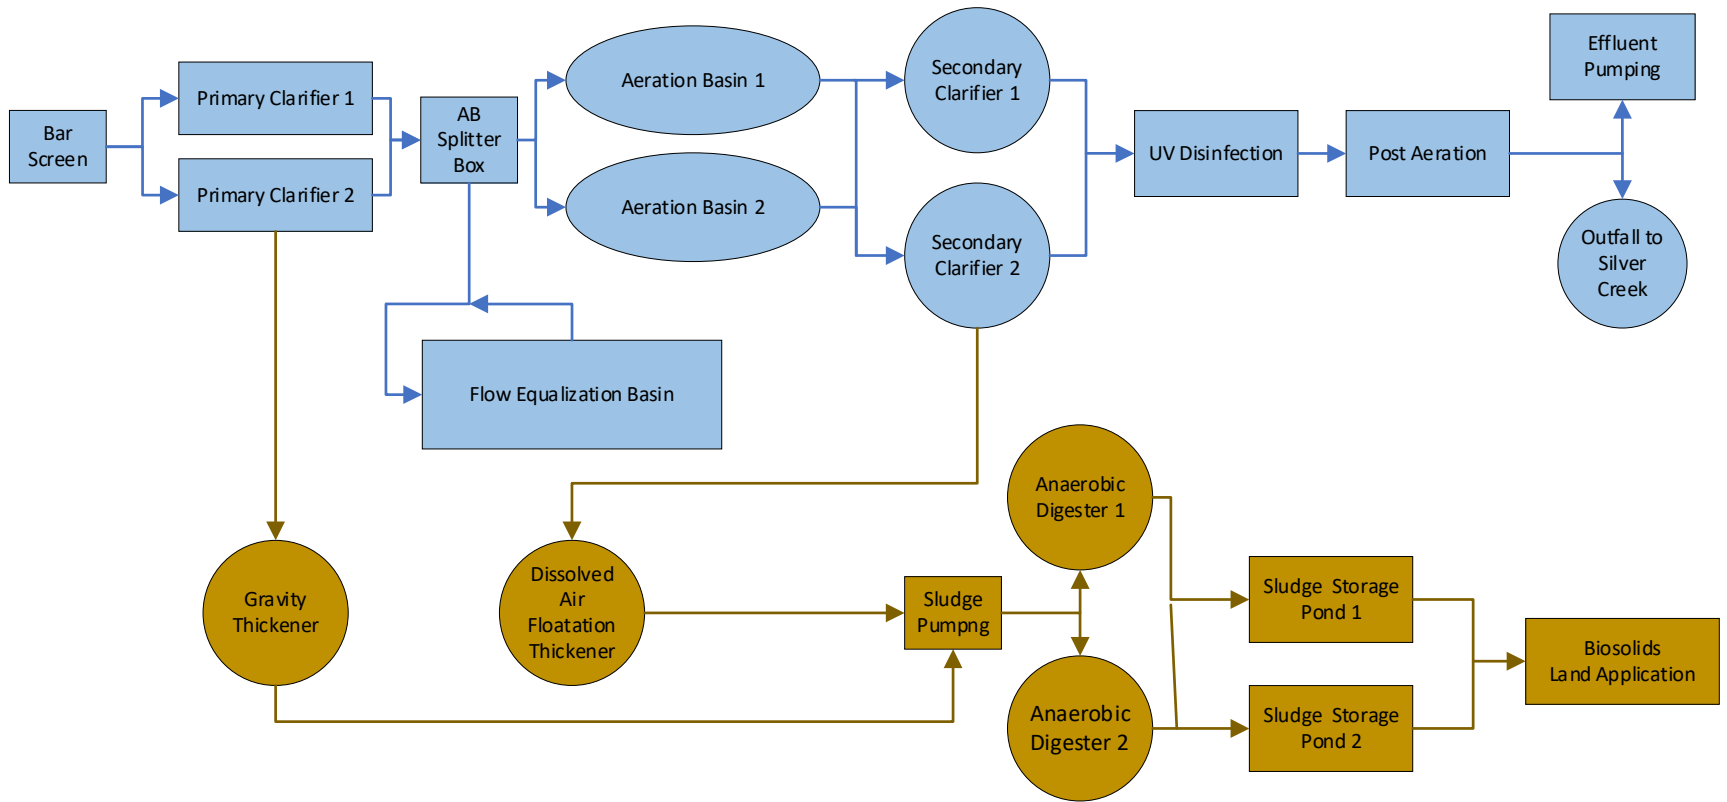 Bar
Screen
Primary Clarifier 1
Primary Clarifier 2
AB
Splitter
Box
Aeration Basin 1
Aeration Basin 2
Secondary
Clarifier 1
Secondary
Clarifier 2
UV Disinfection
Post Aeration
Effluent
Pumping
Outfall to
Silver
Creek
Flow Equalization Basin
Gravity
Thickener
Dissolved
Air
Floatation
Thickener
Sludge
Pumpng
Anaerobic
Digester 1
Anaerobic
Digester 2
Sludge Storage
Pond 1
Sludge Storage
Pond 2
Biosolids
Land Application